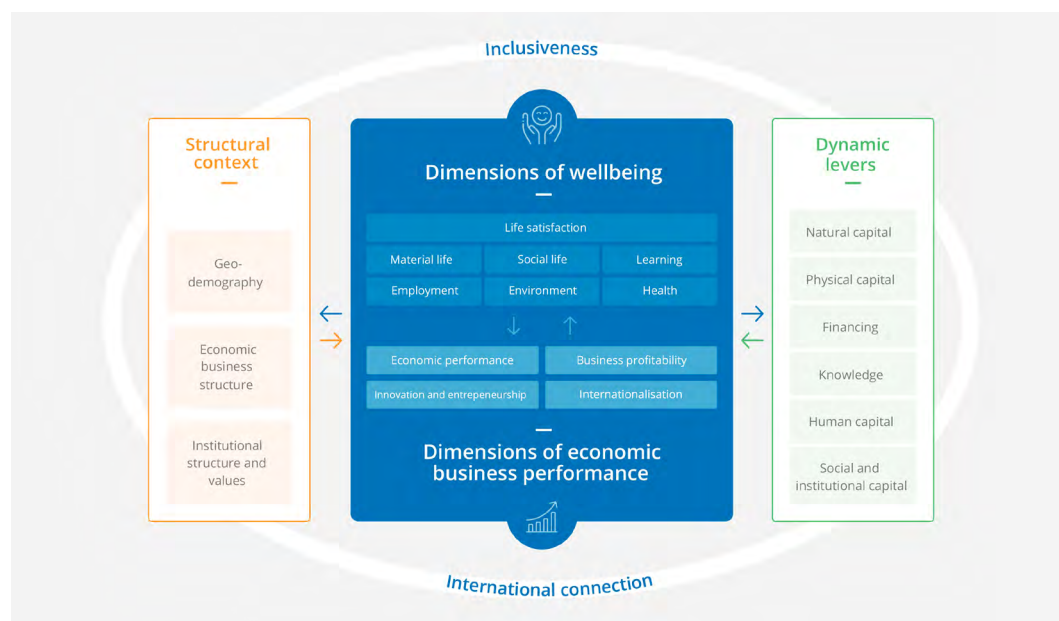 Inclusiveness
Structural
context
Geo-
demography
Economic
business
structure
Institutional
structure and
values
Dimensions of wellbeing
Life satisfaction
Material life
Social life
Learning
Employment
Environment
Health
Economic performance
Business profitability
Innovation and entrepeneurship
Internationalisation
Dimensions of economic
business performance
Dynamic
levers
Natural capital
Physical capital
Financing
Knowledge
Human capital
Social and
institutional capital
International connection